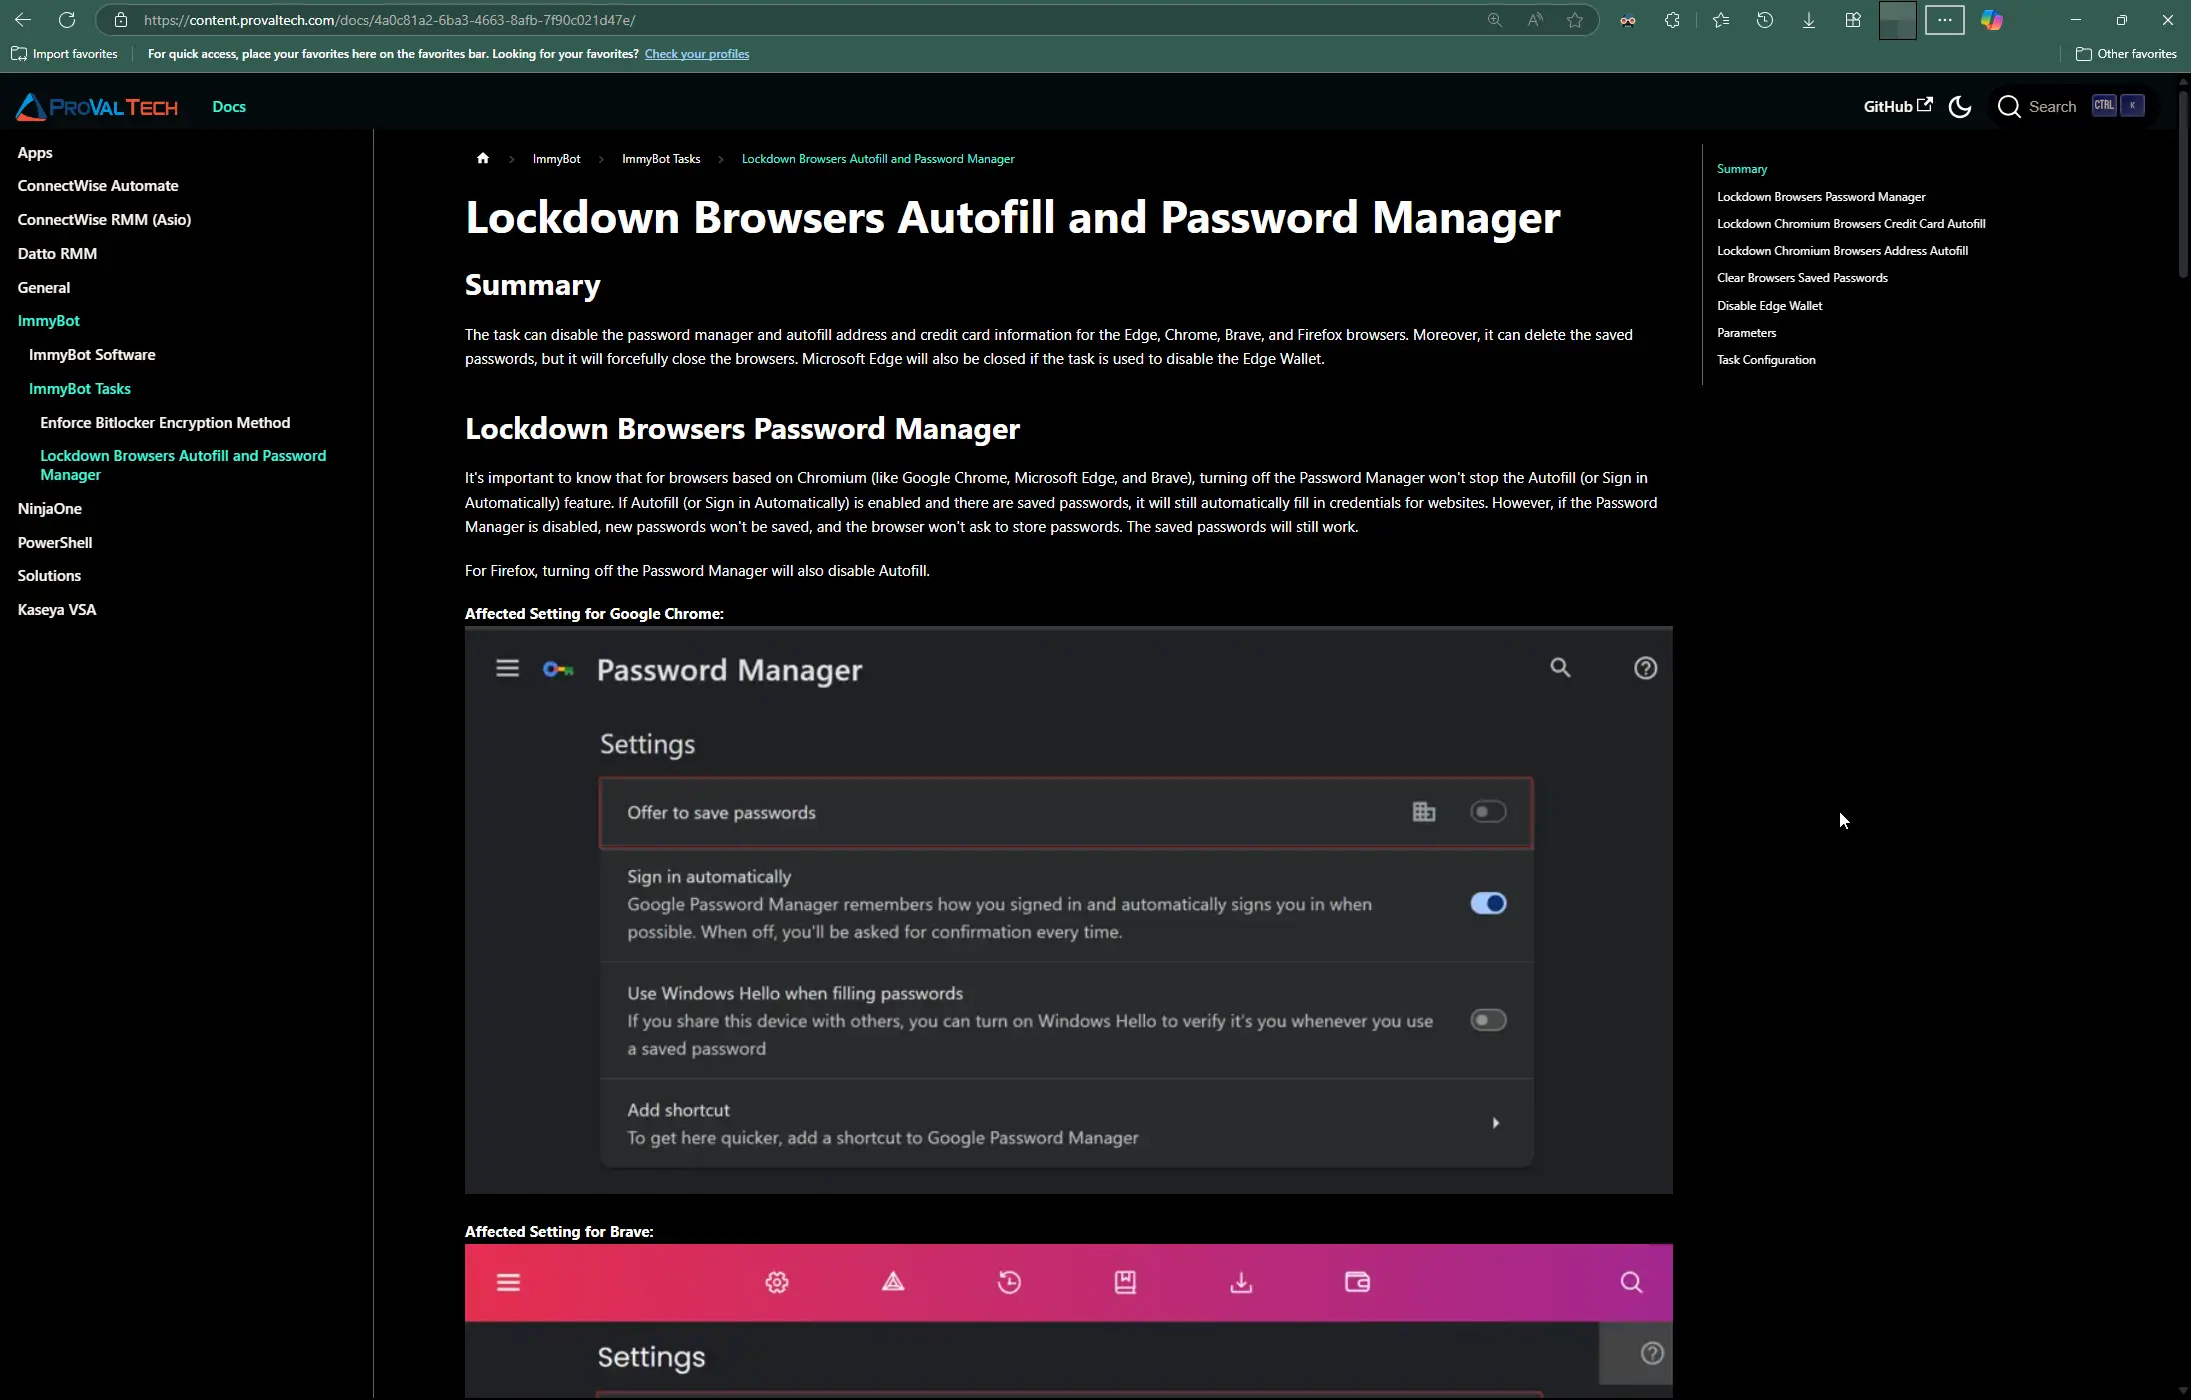 https://content.provaltech.com/docs/4a0c81a2-6ba3-4663-8afb-7f90c021d47e/
Import favorites
For quick access, place your favorites here on the favorites bar. Looking for your favorites? Check your profiles
Other favorites
PROVALTECH
Docs
GitHub
Search
CTRL
K
Apps
ConnectWise Automate
ConnectWise RMM (Asio)
Datto RMM
General
ImmyBot
ImmyBot Software
ImmyBot Tasks
Enforce Bitlocker Encryption Method
Lockdown Browsers Autofill and Password
Manager
NinjaOne
PowerShell
Solutions
Kaseya VSA
ImmyBot
ImmyBot Tasks
Lockdown Browsers Autofill and Password Manager
Lockdown Browsers Autofill and Password Manager
Summary
The task can disable the password manager and autofill address and credit card information for the Edge, Chrome, Brave, and Firefox browsers. Moreover, it can delete the saved
passwords, but it will forcefully close the browsers. Microsoft Edge will also be closed if the task is used to disable the Edge Wallet.
Lockdown Browsers Password Manager
It's important to know that for browsers based on Chromium (like Google Chrome, Microsoft Edge, and Brave), turning off the Password Manager won't stop the Autofill (or Sign in
Automatically) feature. If Autofill (or Sign in Automatically) is enabled and there are saved passwords, it will still automatically fill in credentials for websites. However, if the Password
Manager is disabled, new passwords won't be saved, and the browser won't ask to store passwords. The saved passwords will still work.
For Firefox, turning off the Password Manager will also disable Autofill.
Affected Setting for Google Chrome:
Password Manager
Settings
Offer to save passwords
Sign in automatically
Google Password Manager remembers how you signed in and automatically signs you in when
possible. When off, you'll be asked for confirmation every time.
Use Windows Hello when filling passwords
If you share this device with others, you can turn on Windows Hello to verify it's you whenever you use
a saved password
Add shortcut
To get here quicker, add a shortcut to Google Password Manager
Affected Setting for Brave:
Settings
Summary
Lockdown Browsers Password Manager
Lockdown Chromium Browsers Credit Card Autofill
Lockdown Chromium Browsers Address Autofill
Clear Browsers Saved Passwords
Disable Edge Wallet
Parameters
Task Configuration